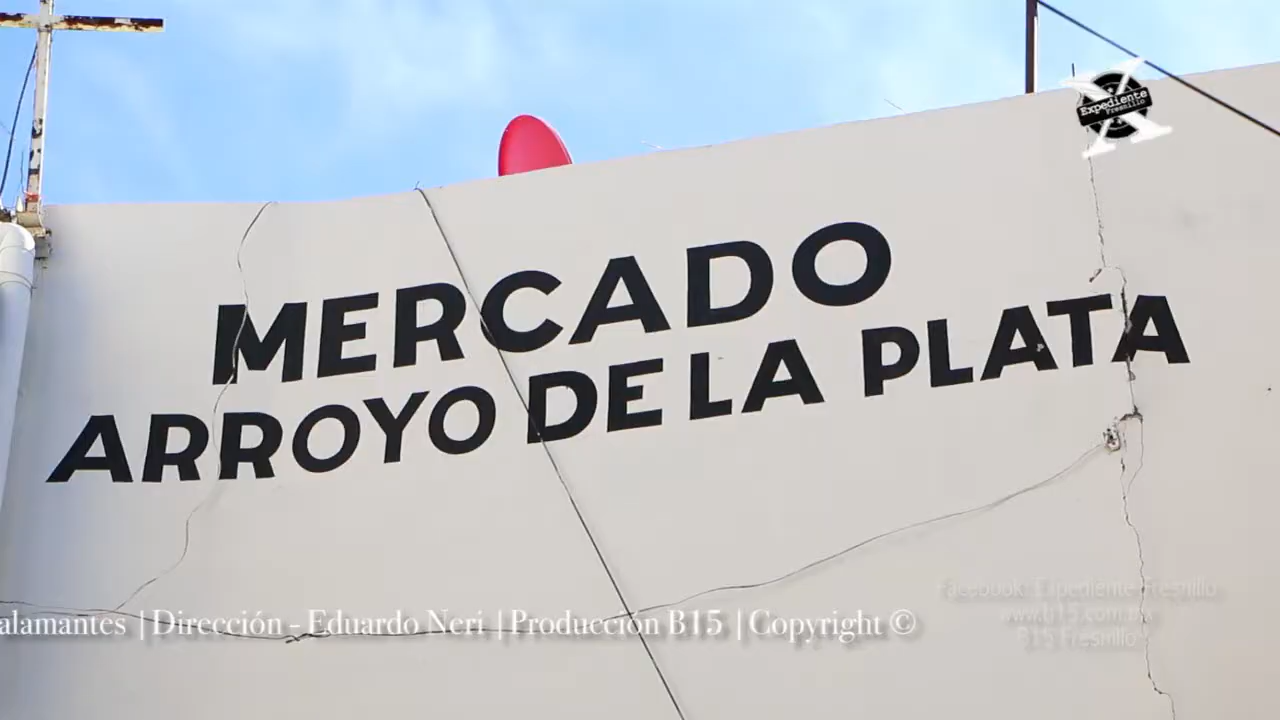 Expediente
Fresnillo
MERCADO
ARROYO DE LA PLATA
Facebook: Expediente Fresnillo
www.b15.com.mx
B15 Fresnillo
alamantes | Dirección - Eduardo Neri | Producción B15 | Copyright ©